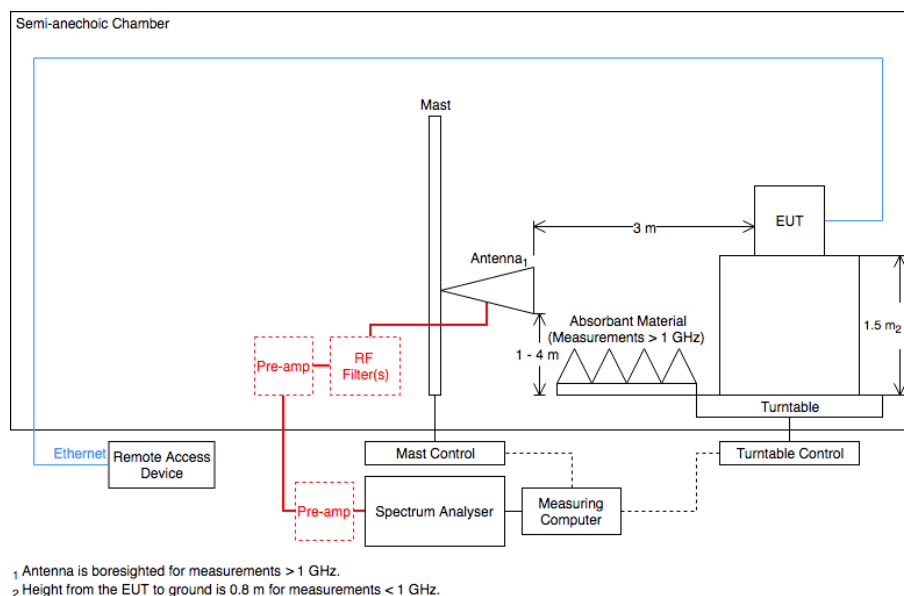 Semi-anechoic Chamber
Mast
EUT
3 m
Antenna1
1.5 m2
Absorbant Material
(Measurements > 1 GHz)
1 - 4 m
Pre-amp
RF
Filter(s)
Turntable
Ethernet
Remote Access
Device
Mast Control
Turntable Control
Pre-amp
Spectrum Analyser
Measuring
Computer
1 Antenna is boresighted for measurements > 1 GHz.
2 Height from the EUT to ground is 0.8 m for measurements < 1 GHz.